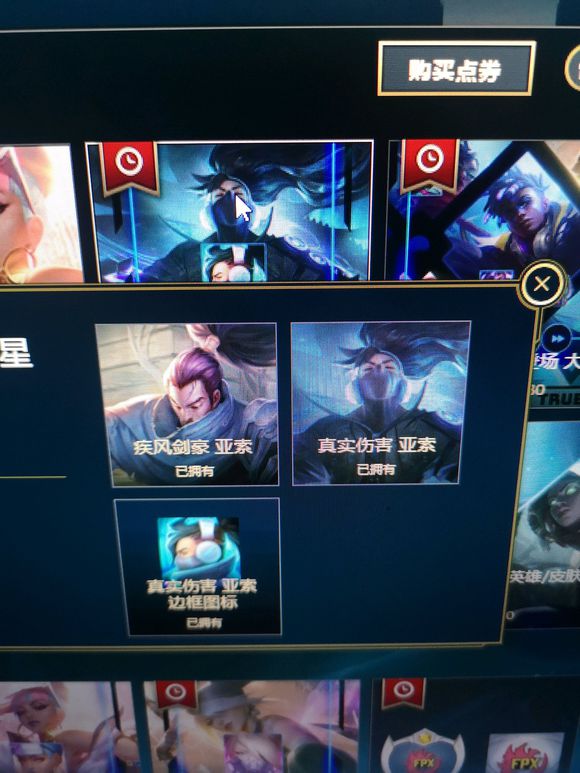 购买点券
星
疾风剑豪 亚索
已拥有
真实伤害 亚索
已拥有
登场 大
TRUE
真实伤害 亚索
边框图标
已拥有
英雄/皮肤
FPX
FPX